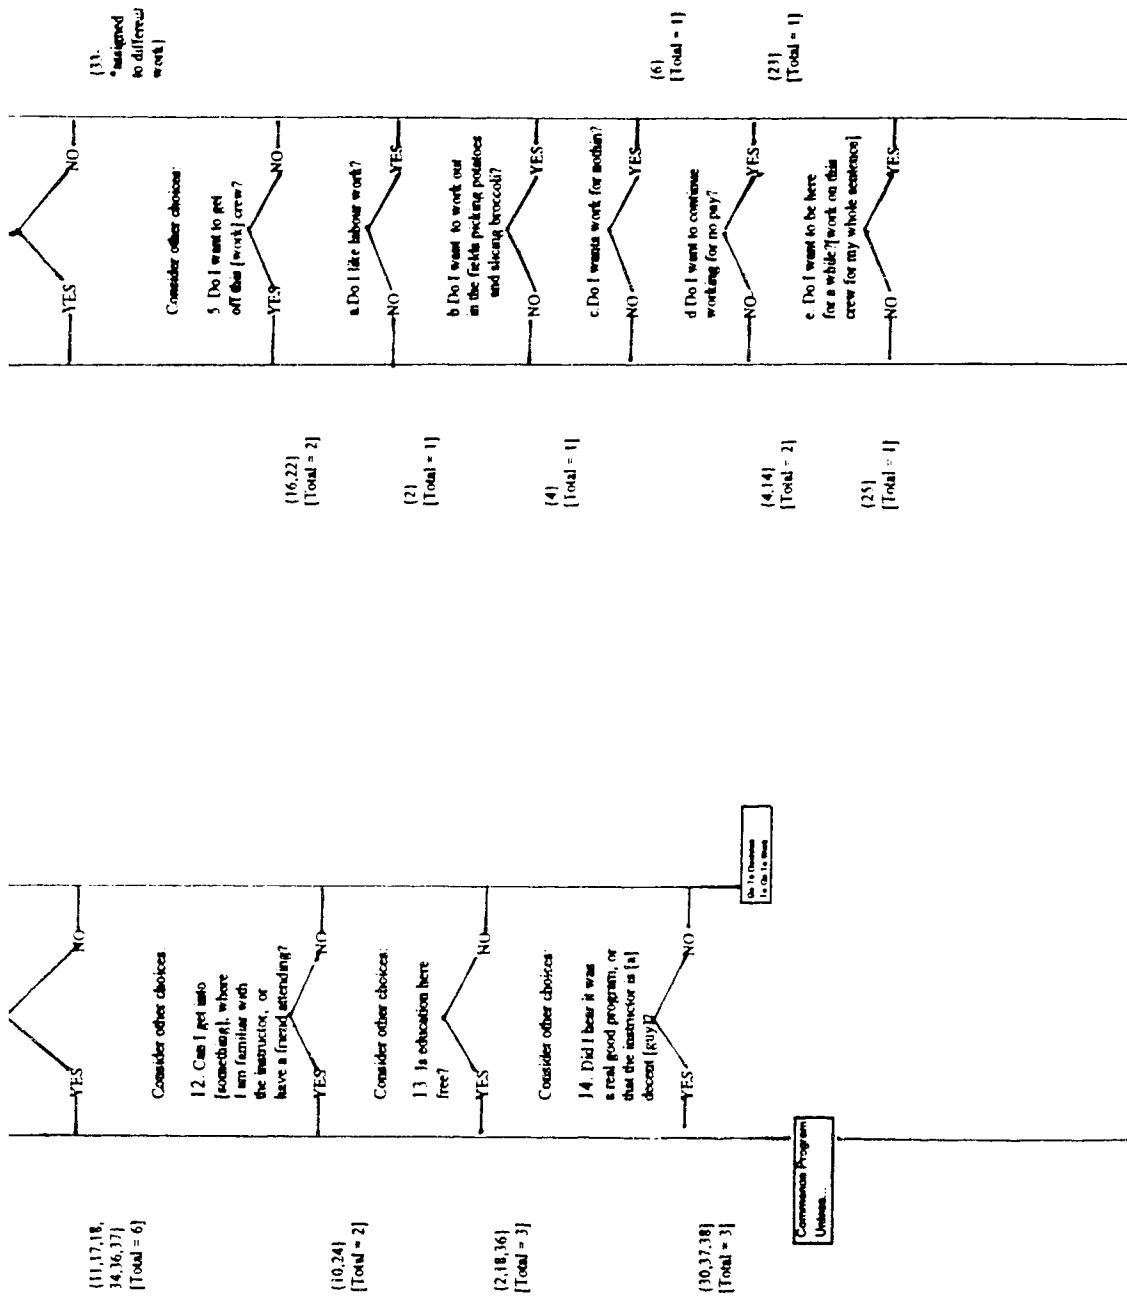 {11,17,18,
34,36,37}
[Total = 6]
YES
NO
Consider other choices:
12. Can I get into
[something], where
I am familiar with
the instructor, or
have a friend attending?
{10,24}
[Total = 2]
YES
NO
Consider other choices:
13 Is education here
free?
{2,18,36}
[Total = 3]
YES
NO
Consider other choices:
14. Did I hear it was
a real good program, or
that the instructor is [a]
decent [guy]?
{30,37,38}
[Total = 3]
YES
NO
Commence Program
Unless...
YES
NO
{33-
*assigned
to different
work}
Consider other choices:
5 Do I want to get
off this [work] crew?
{16,22}
[Total = 2]
YES
NO
a Do I like labour work?
{2}
[Total = 1]
NO
YES
b Do I want to work out
in the fields picking potatoes
and slicing broccoli?
{4}
[Total = 1]
NO
YES
c. Do I wanta work for nothin?
NO
YES
{6}
[Total = 1]
d Do I want to continue
working for no pay?
{4,14}
[Total = 2]
NO
YES
{23}
[Total = 1]
e. Do I want to be here
for a while?[work on this
crew for my whole sentence]
{25}
[Total = 1]
NO
YES